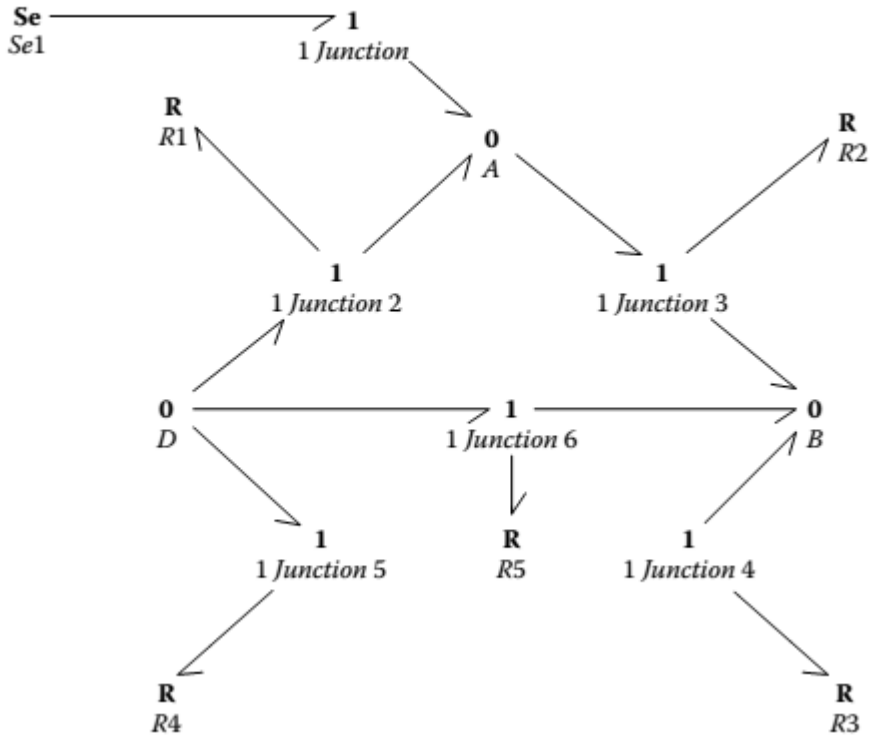 Se
Se1
1
1 Junction
R
R1
0
A
R
R2
1
1 Junction 2
1
1 Junction 3
0
D
1
1 Junction 6
0
B
1
1 Junction 5
R
R5
1
1 Junction 4
R
R4
R
R3